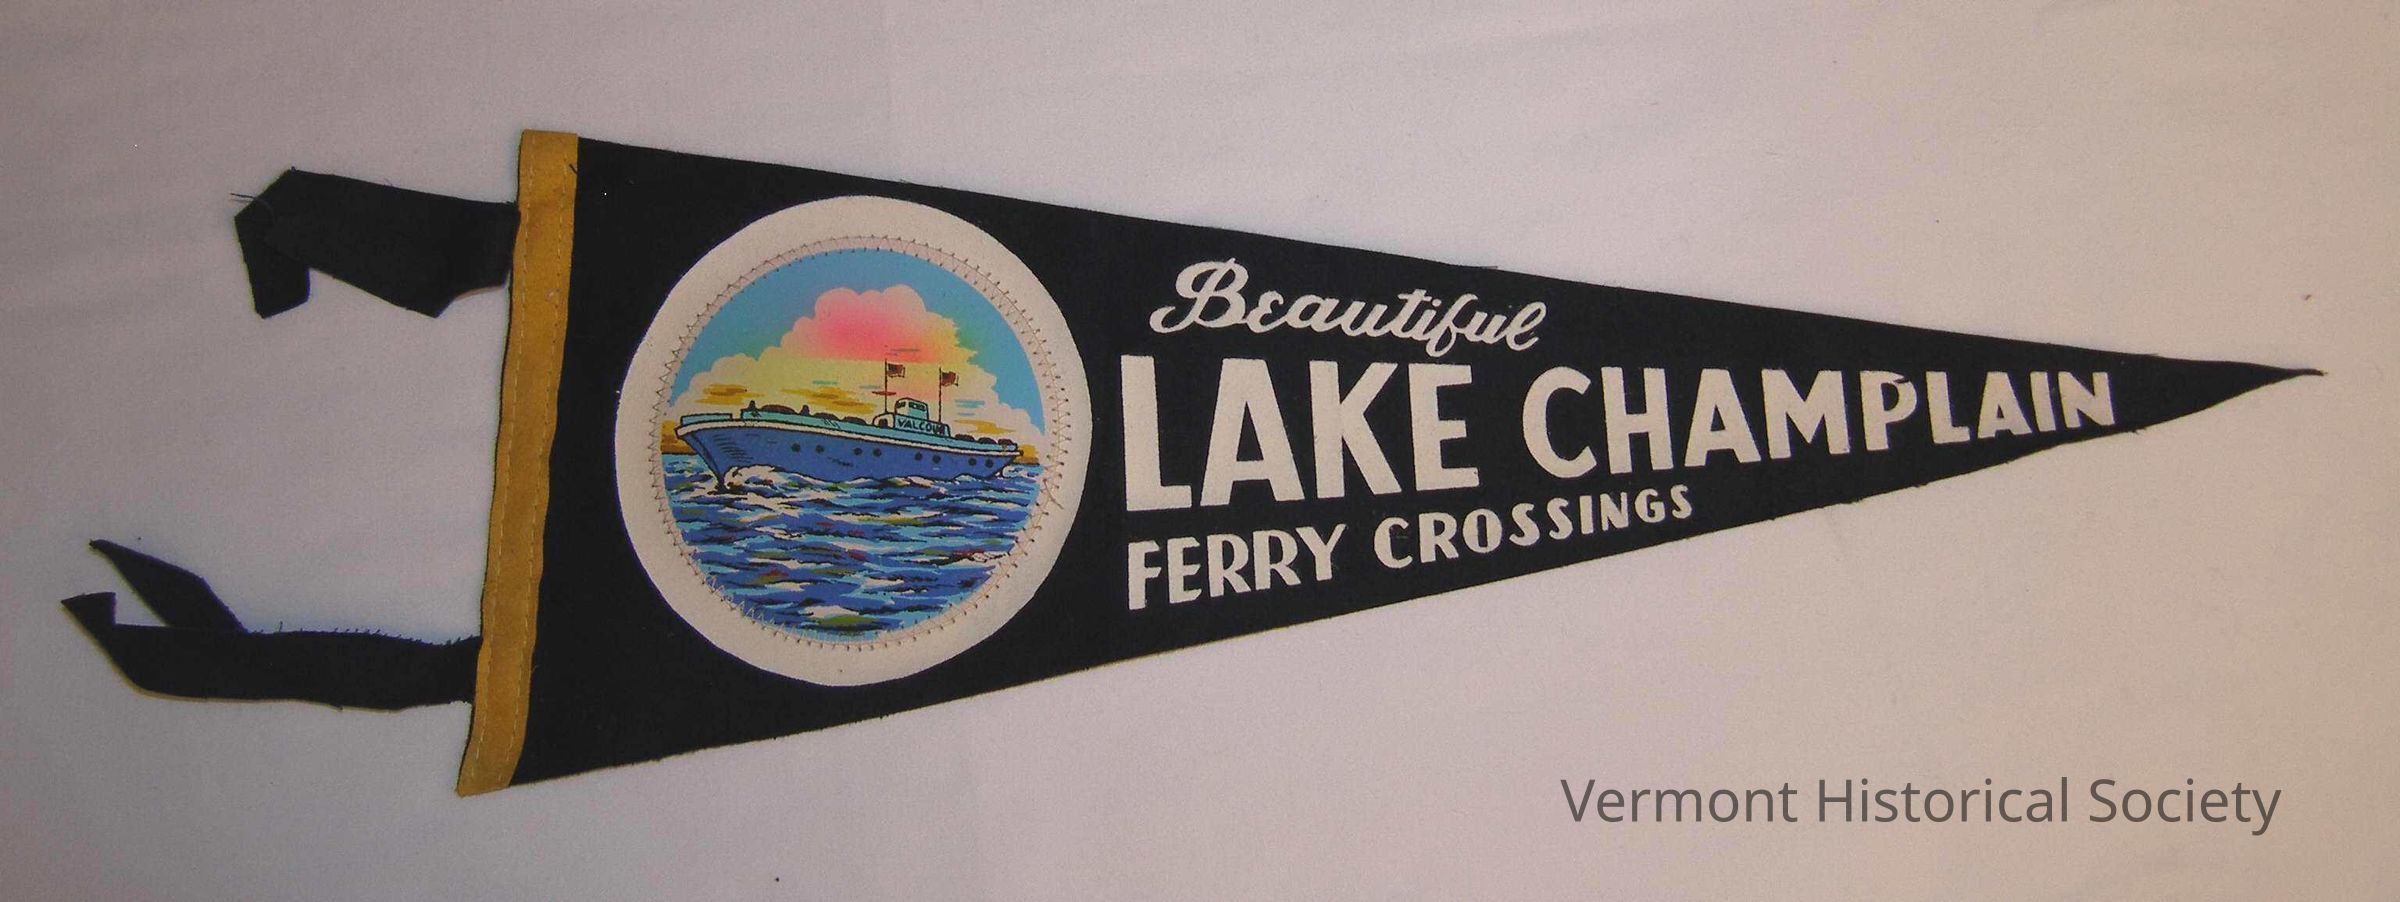 Beautiful
LAKE CHAMPLAIN
FERRY CROSSINGS
VALCOUR
Vermont Historical Society